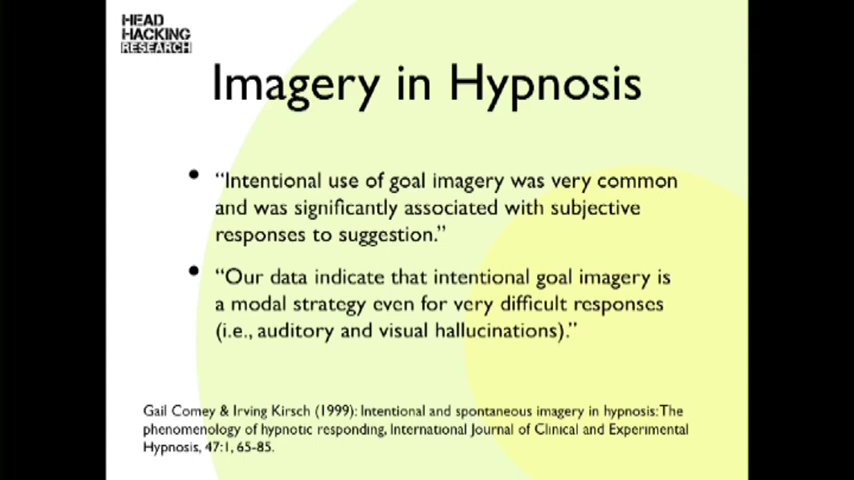 HEAD
HACKING
RESEARCH
Imagery in Hypnosis
• “Intentional use of goal imagery was very common
and was significantly associated with subjective
responses to suggestion.”
• “Our data indicate that intentional goal imagery is
a modal strategy even for very difficult responses
(i.e., auditory and visual hallucinations).”
Gail Comey & Irving Kirsch (1999): Intentional and spontaneous imagery in hypnosis: The
phenomenology of hypnotic responding, International Journal of Clinical and Experimental
Hypnosis, 47:1, 65-85.